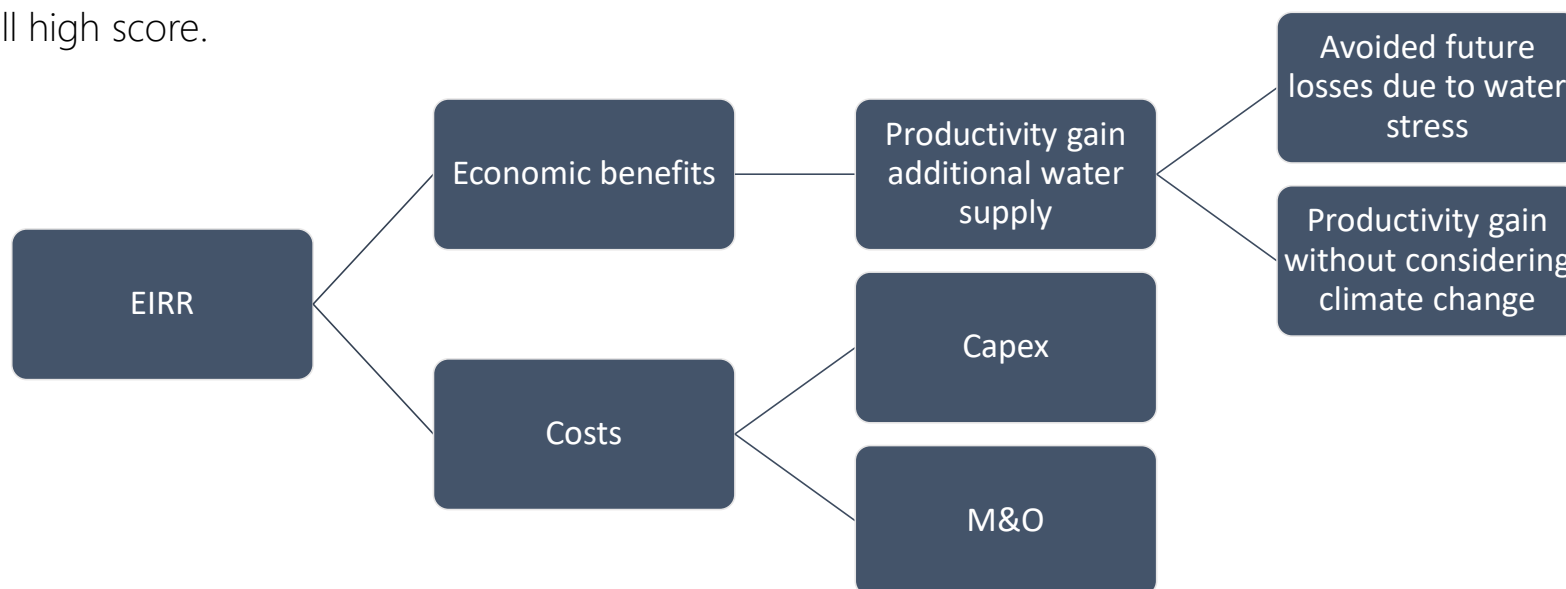 ll high score.
Avoided future
losses due to water
stress
Economic benefits
Productivity gain
additional water
supply
Productivity gain
without considering
climate change
EIRR
Capex
Costs
M&O